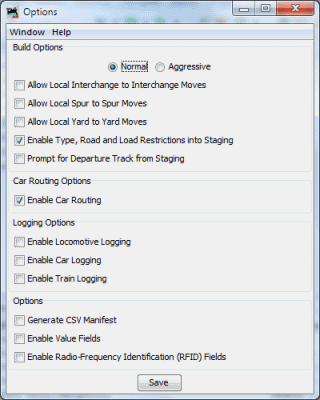 Options
Window Help
Build Options
Normal Aggressive
Allow Local Interchange to Interchange Moves
Allow Local Spur to Spur Moves
Allow Local Yard to Yard Moves
Enable Type, Road and Load Restrictions into Staging
Prompt for Departure Track from Staging
Car Routing Options
Enable Car Routing
Logging Options
Enable Locomotive Logging
Enable Car Logging
Enable Train Logging
Options
Generate CSV Manifest
Enable Value Fields
Enable Radio-Frequency Identification (RFID) Fields
Save